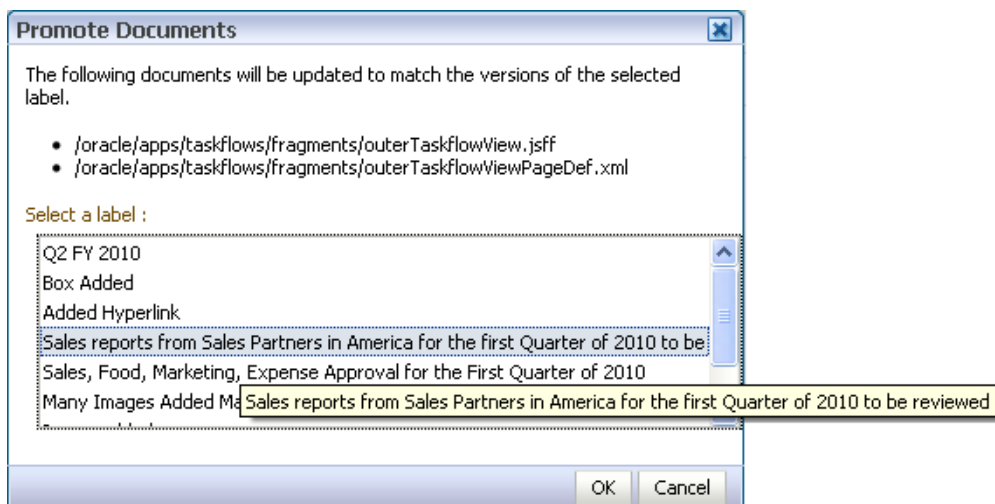 Promote Documents
The following documents will be updated to match the versions of the selected
label.
• /oracle/apps/taskflows/fragments/outerTaskflowView.jsff
• /oracle/apps/taskflows/fragments/outerTaskflowViewPageDef.xml
Select a label :
Q2 FY 2010
Box Added
Added Hyperlink
Sales reports from Sales Partners in America for the first Quarter of 2010 to be
Sales, Food, Marketing, Expense Approval for the First Quarter of 2010
Many Images Added
Sales reports from Sales Partners in America for the first Quarter of 2010 to be reviewed
OK Cancel